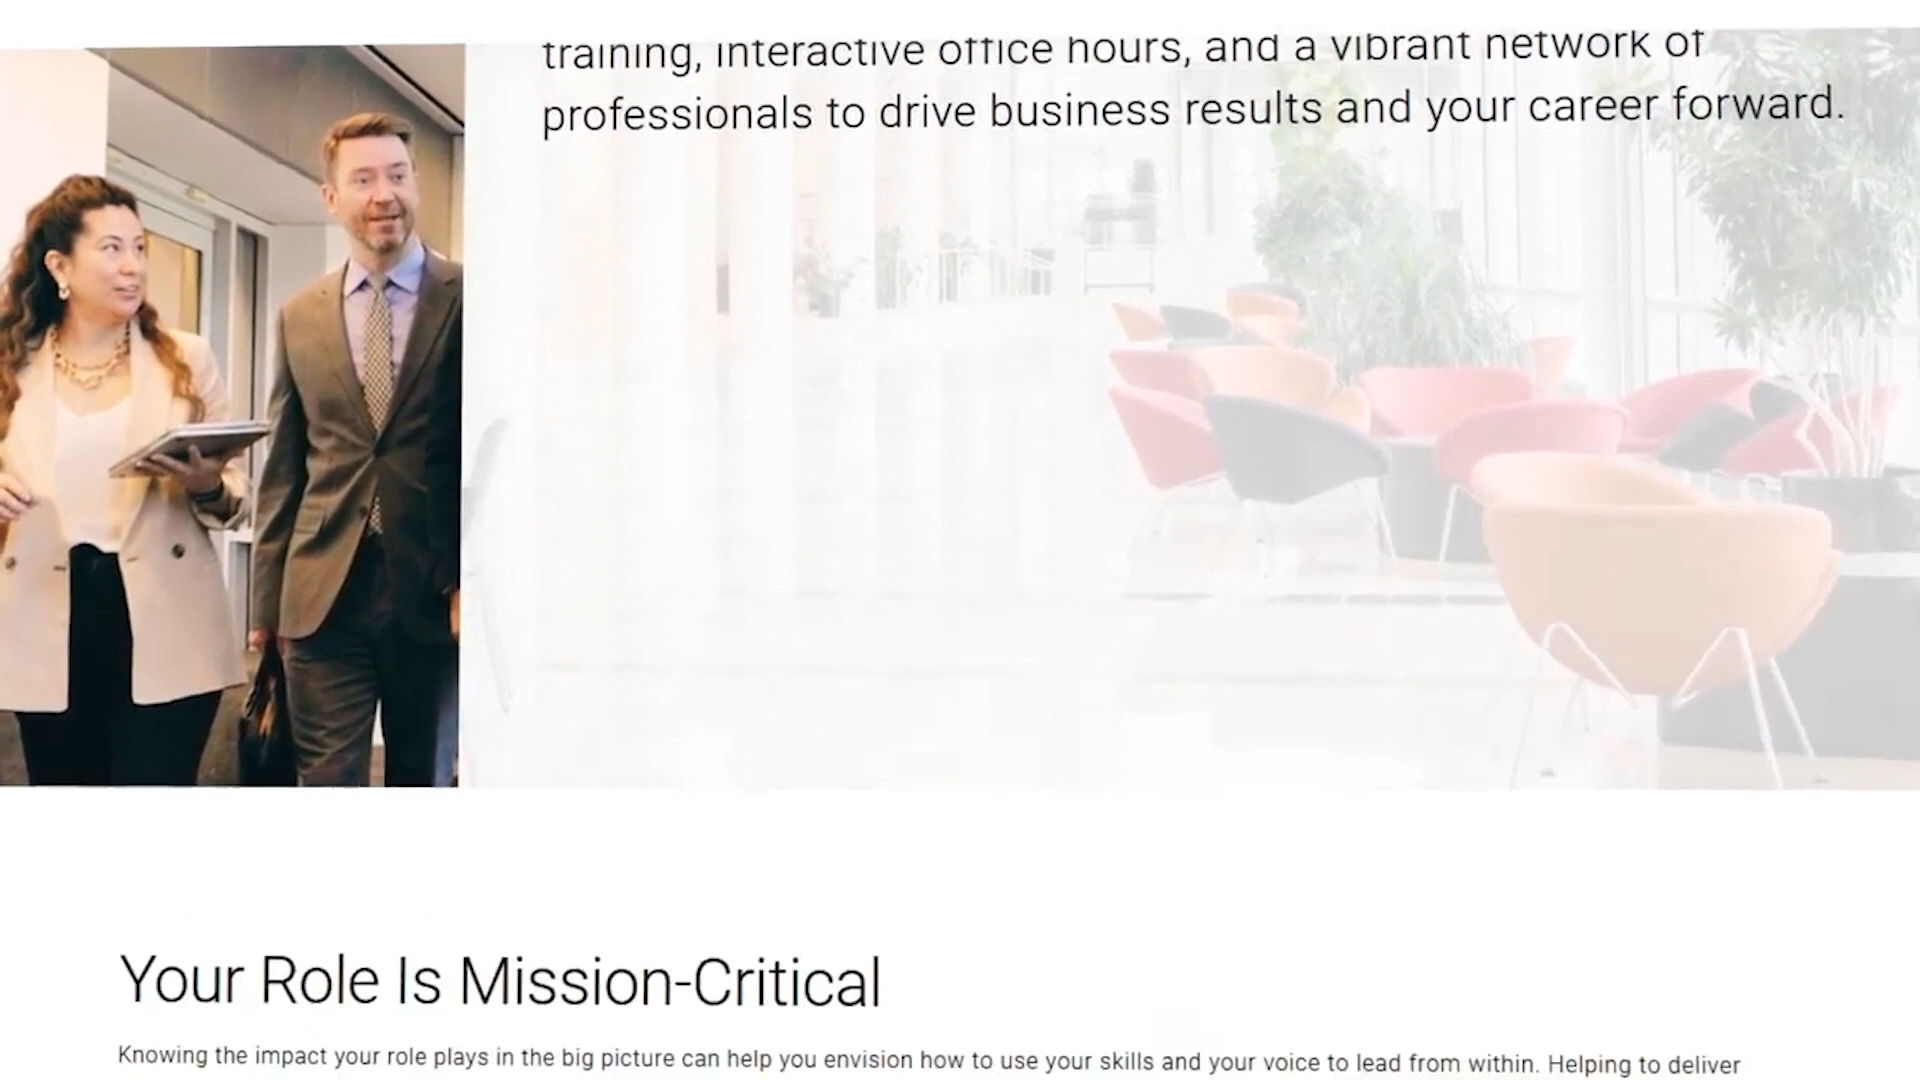 training, interactive office hours, and a vibrant network of
professionals to drive business results and your career forward.
Your Role Is Mission-Critical
Knowing the impact your role plays in the big picture can help you envision how to use your skills and your voice to lead from within. Helping to deliver